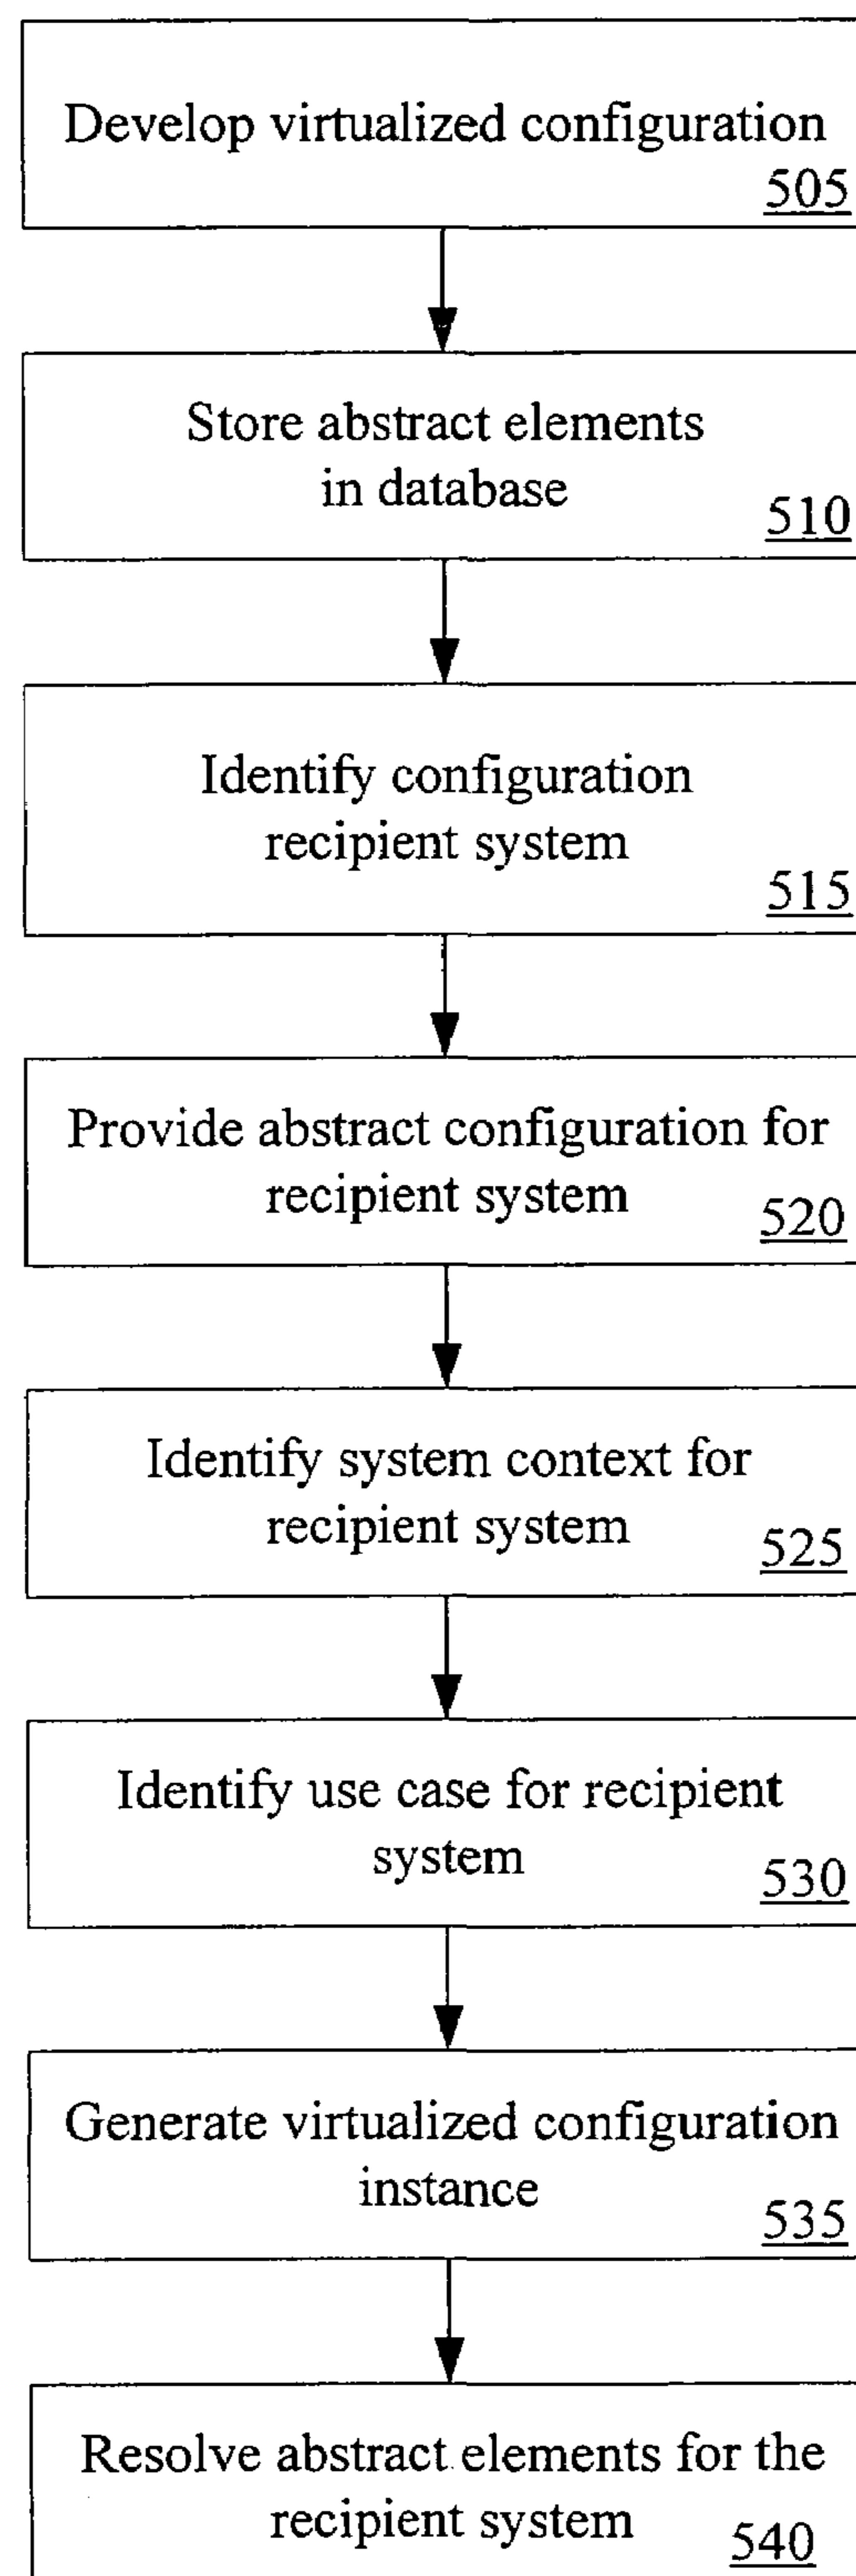 Develop virtualized configuration
505
Store abstract elements
in database
510
Identify configuration
recipient system
515
Provide abstract configuration for
recipient system
520
Identify system context for
recipient system
525
Identify use case for recipient
system
530
Generate virtualized configuration
instance
535
Resolve abstract elements for the
recipient system
540